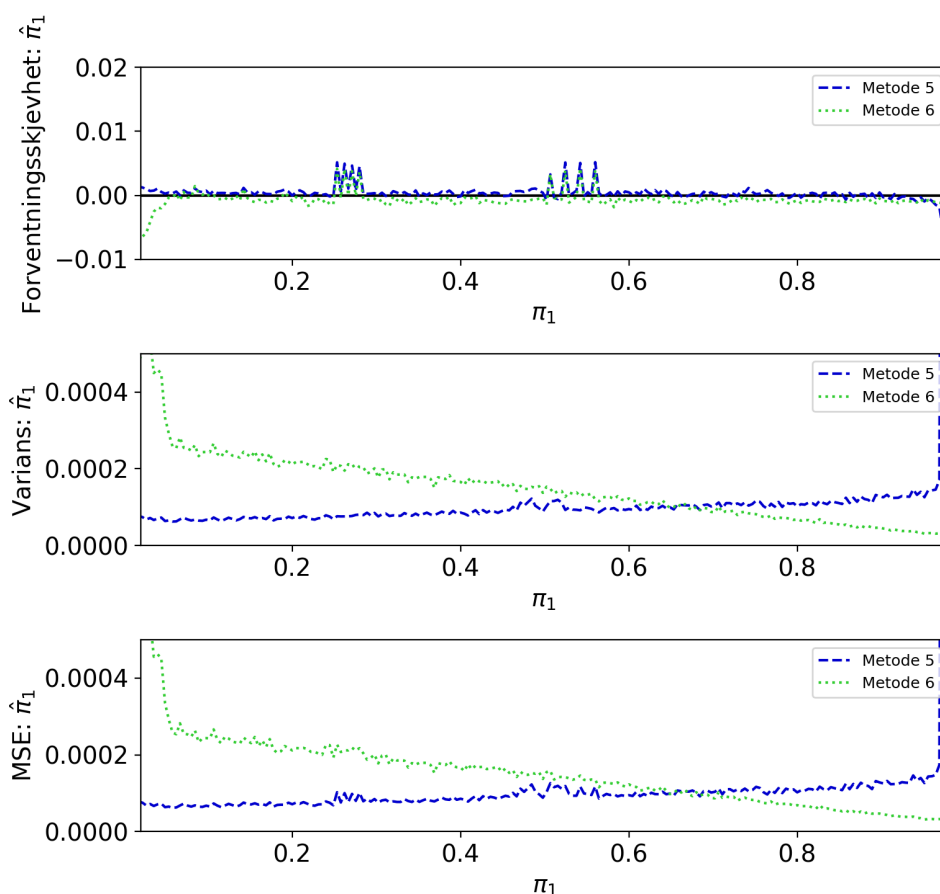 Forventningsskjevhet: π̂₁
0.02
0.01
0.00
−0.01
Metode 5
Metode 6
0.2 0.4 0.6 0.8
π₁
Varians: π̂₁
0.0004
0.0002
0.0000
Metode 5
Metode 6
0.2 0.4 0.6 0.8
π₁
MSE: π̂₁
0.0004
0.0002
0.0000
Metode 5
Metode 6
0.2 0.4 0.6 0.8
π₁